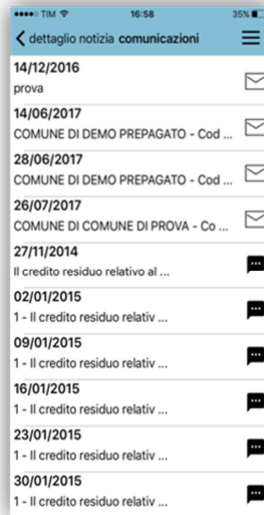 TIM 16:58 35%
dettaglio notizia comunicazioni
14/12/2016
prova
14/06/2017
COMUNE DI DEMO PREPAGATO - Cod ...
28/06/2017
COMUNE DI DEMO PREPAGATO - Cod ...
26/07/2017
COMUNE DI COMUNE DI PROVA - Co ...
27/11/2014
Il credito residuo relativo al ...
02/01/2015
1 - Il credito residuo relativ ...
09/01/2015
1 - Il credito residuo relativ ...
16/01/2015
1 - Il credito residuo relativ ...
23/01/2015
1 - Il credito residuo relativ ...
30/01/2015
1 - Il credito residuo relativ ...